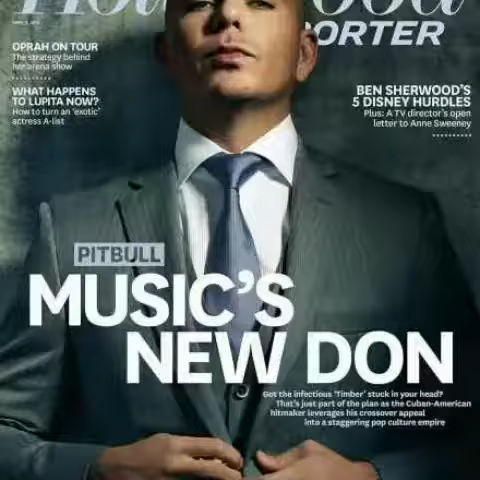 Hollywood
REPORTER
OPRAH ON TOUR
The strategy behind
her arena show
WHAT HAPPENS
TO LUPITA NOW?
How to turn an 'exotic'
actress A-list
BEN SHERWOOD'S
5 DISNEY HURDLES
Plus: A TV director's open
letter to Anne Sweeney
PITBULL
MUSIC'S
NEW DON
Got the infectious 'Timber' stuck in your head?
That's just part of the plan as the Cuban-American
hitmaker leverages his crossover appeal
into a staggering pop culture empire